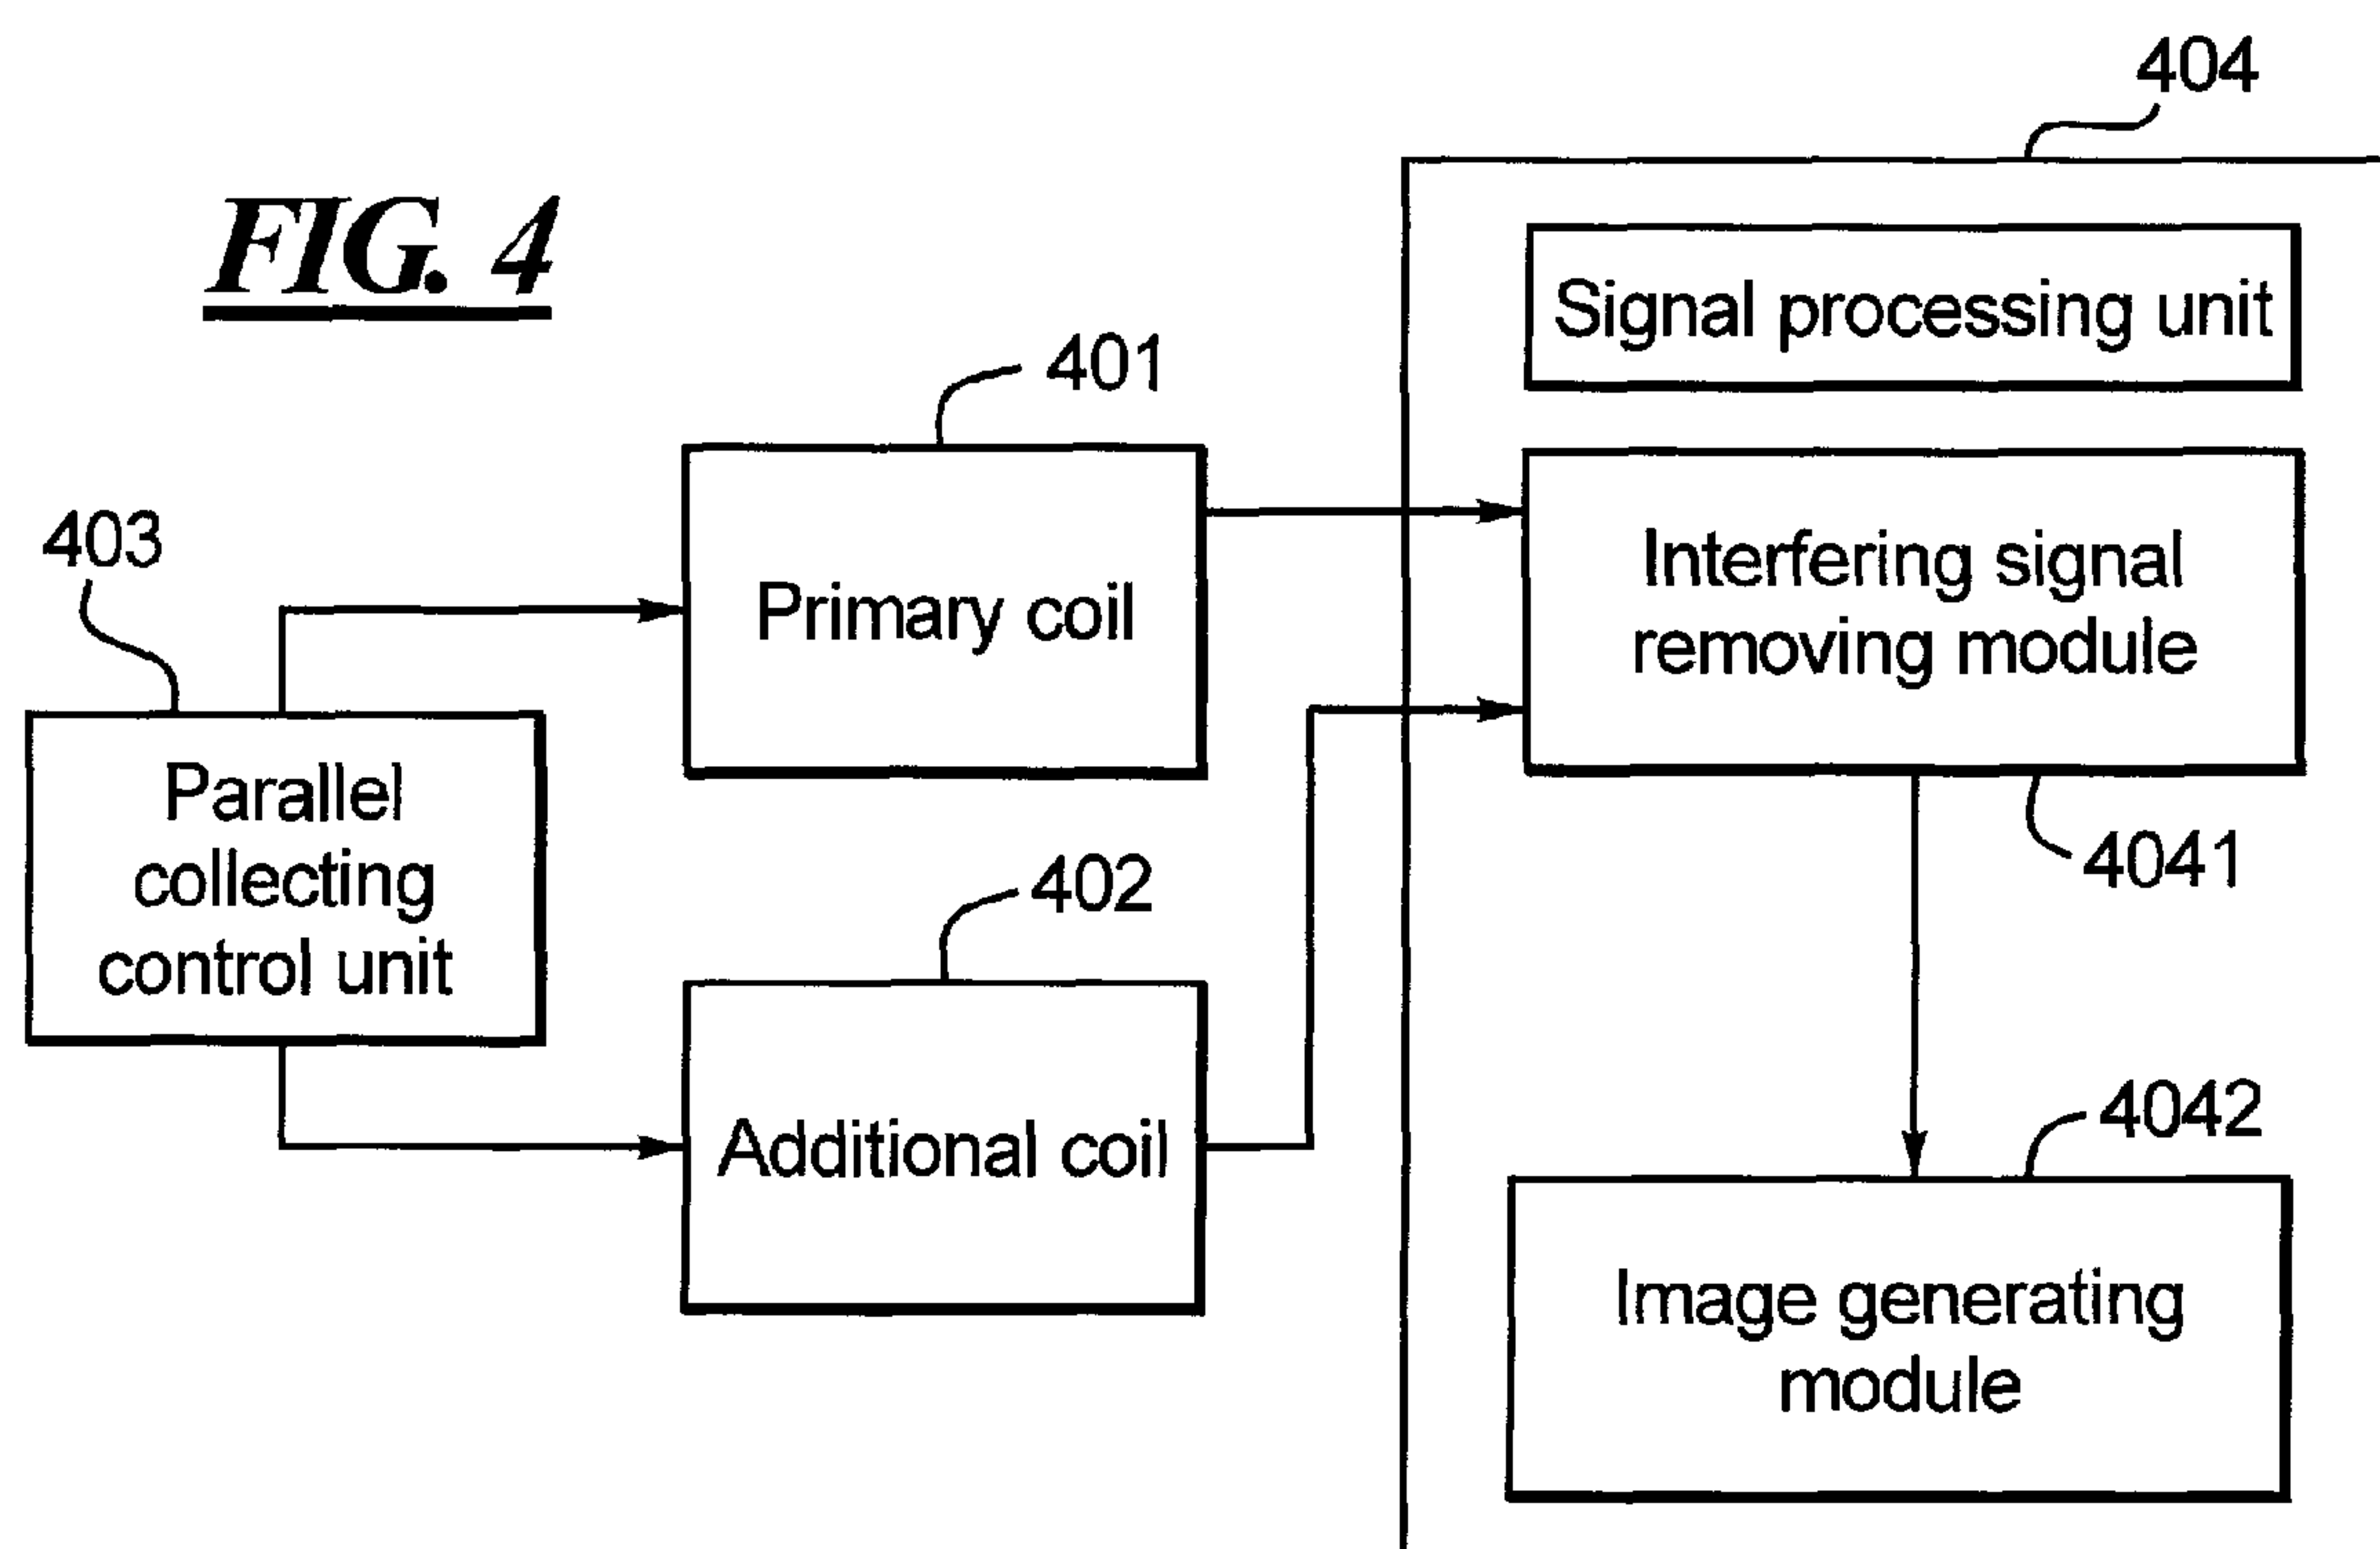 FIG. 4
404
Signal processing unit
401
Primary coil
Interfering signal
removing module
403
Parallel
collecting
control unit
4041
402
Additional coil
4042
Image generating
module